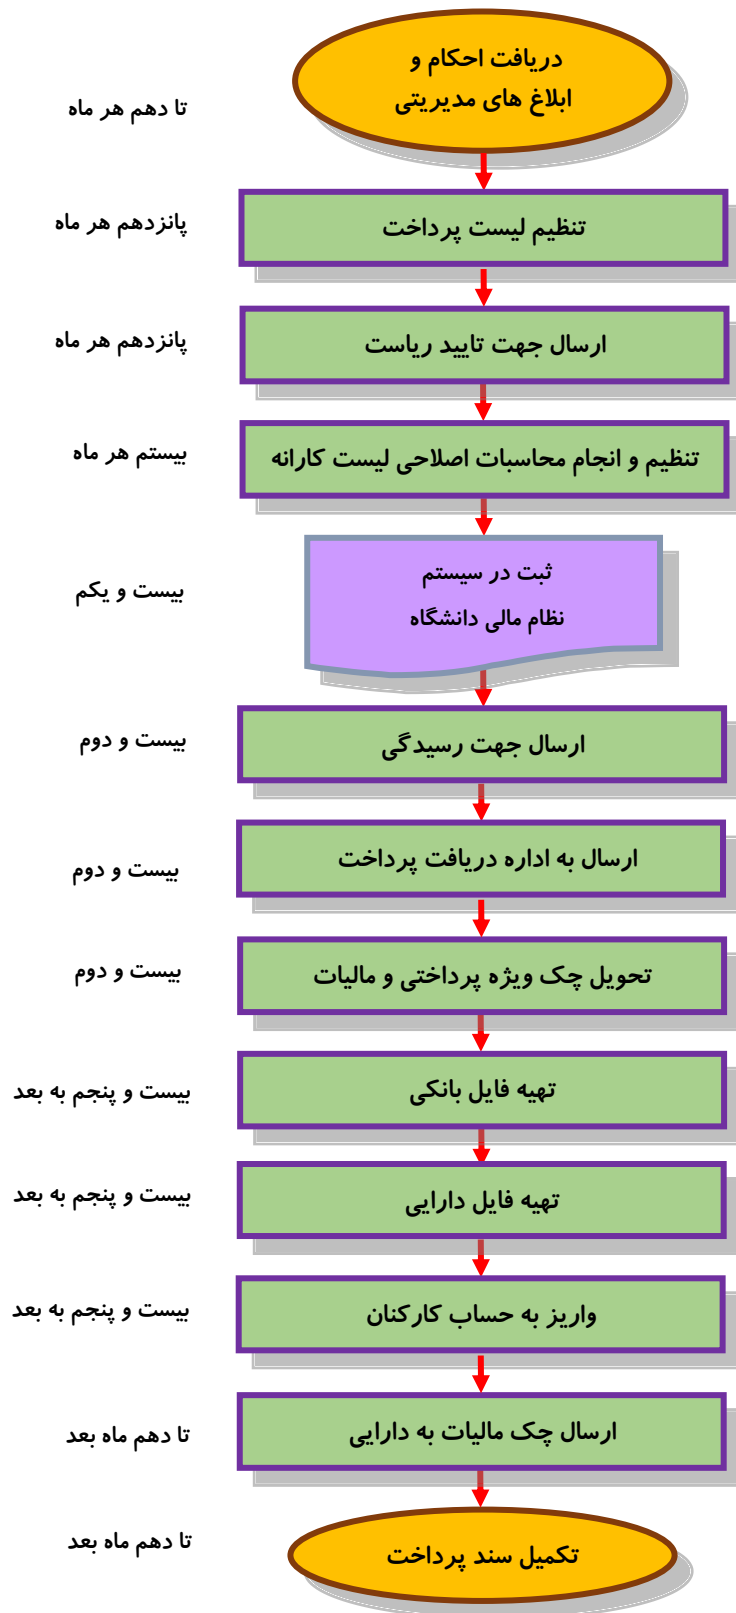 دریافت احکام و
ابلاغ های مدیریتی
تا دهم هر ماه
تنظیم لیست پرداخت
پانزدهم هر ماه
ارسال جهت تایید ریاست
پانزدهم هر ماه
تنظیم و انجام محاسبات اصلاحی لیست کارانه
بیستم هر ماه
ثبت در سیستم
نظام مالی دانشگاه
بیست و یکم
ارسال جهت رسیدگی
بیست و دوم
ارسال به اداره دریافت پرداخت
بیست و دوم
تحویل چک ویژه پرداختی و مالیات
بیست و دوم
تهیه فایل بانکی
بیست و پنجم به بعد
تهیه فایل دارایی
بیست و پنجم به بعد
واریز به حساب کارکنان
بیست و پنجم به بعد
ارسال چک مالیات به دارایی
تا دهم ماه بعد
تکمیل سند پرداخت
تا دهم ماه بعد